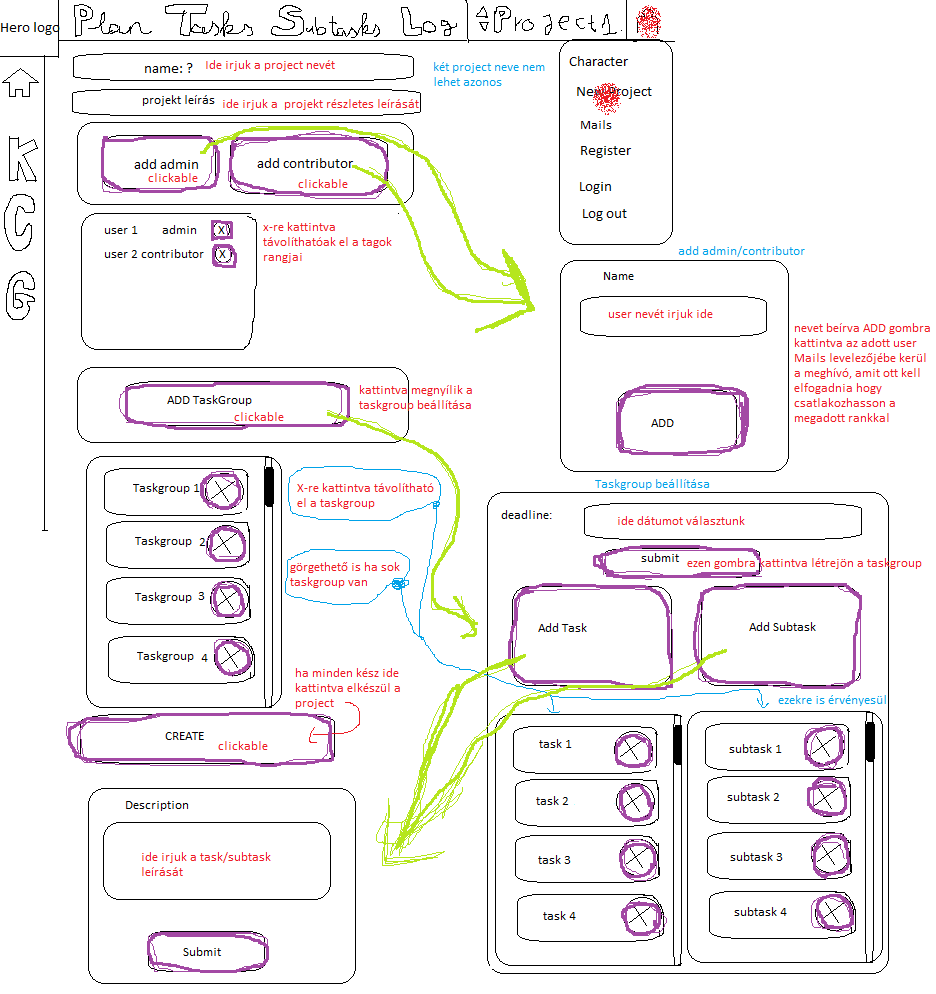 Hero logo
Plan Tasks Subtasks Log Project1.
K
C
G
name: ? Ide irjuk a project nevét
projekt leírás ide irjuk a projekt részletes leírását
két project neve nem
lehet azonos
add admin
clickable
add contributor
clickable
user 1 admin X
user 2 contributor X
x-re kattintva
távolíthatóak el a tagok
rangjai
Character
New Project
Mails
Register
Login
Log out
add admin/contributor
Name
user nevét irjuk ide
ADD
nevet beírva ADD gombra
kattintva az adott user
Mails levelezőjébe kerül
a meghívó, amit ott kell
elfogadnia hogy
csatlakozhasson a
megadott rankkal
ADD TaskGroup
clickable
kattintva megnyílik a
taskgroup beállítása
Taskgroup 1
Taskgroup 2
Taskgroup 3
Taskgroup 4
X-re kattintva távolítható
el a taskgroup
görgethető is ha sok
taskgroup van
ha minden kész ide
kattintva elkészül a
project
CREATE
clickable
Taskgroup beállítása
deadline:
ide dátumot választunk
submit ezen gombra kattintva létrejön a taskgroup
Add Task
Add Subtask
ezekre is érvényesül
task 1
task 2
task 3
task 4
subtask 1
subtask 2
subtask 3
subtask 4
Description
ide irjuk a task/subtask
leírását
Submit